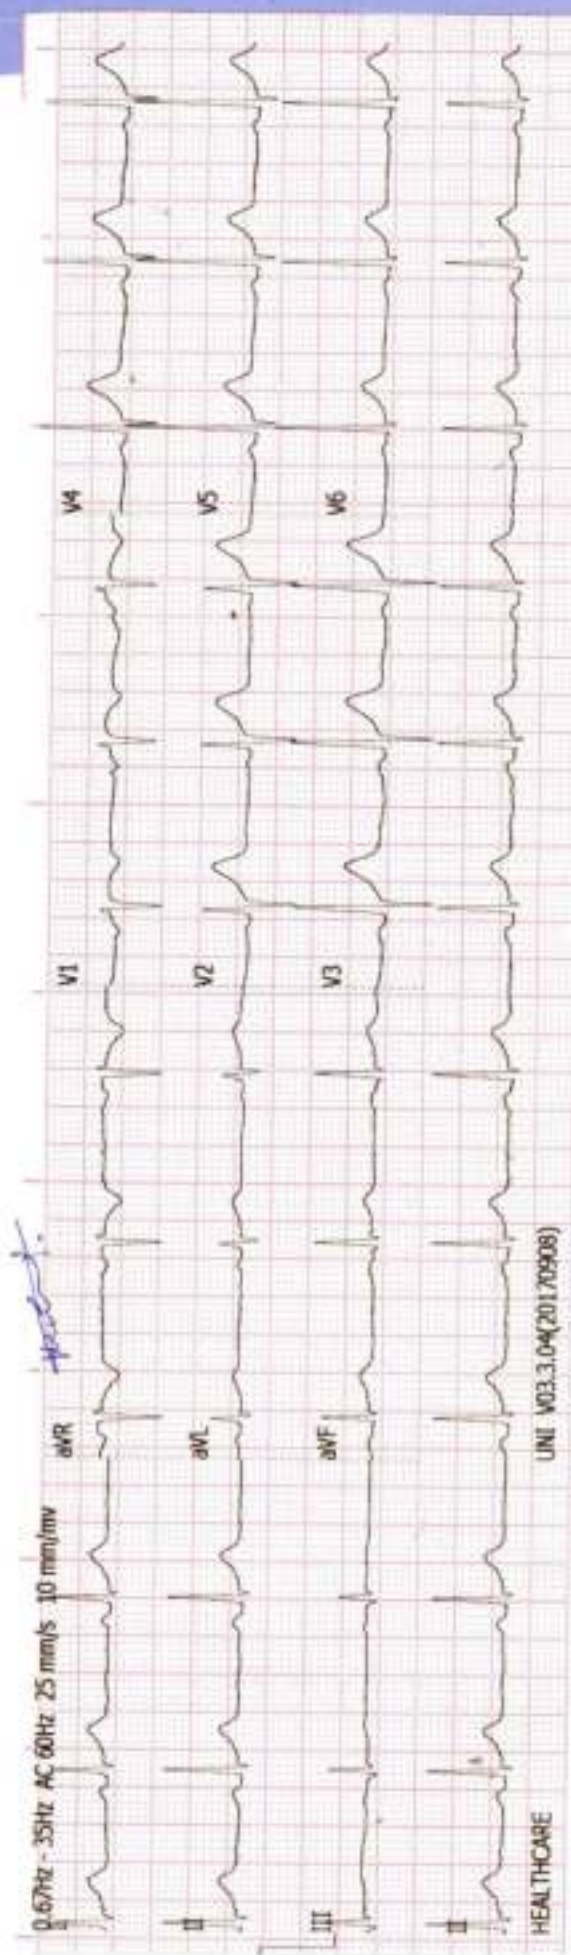 0.67Hz - 35Hz AC 60Hz 25 mm/s 10 mm/mv
I aVR V1 V4
II aVL V2 V5
III aVF V3 V6
II
HEALTHCARE UNI V03.3.04(20170908)